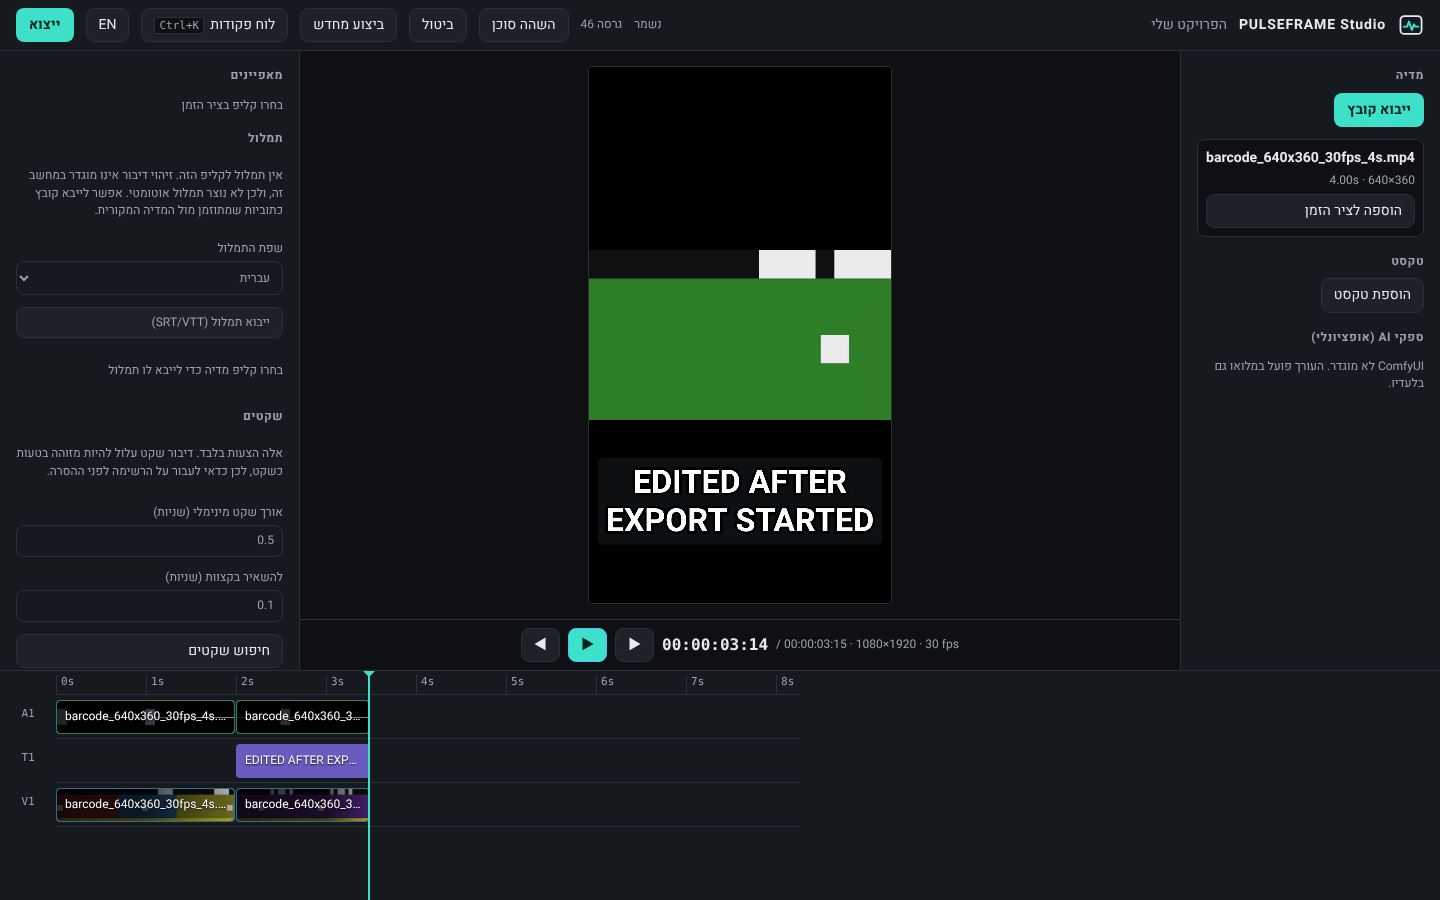 PULSEFRAME Studio
הפרויקט שלי
נשמר
גרסה 46
השהה סוכן
ביטול
ביצוע מחדש
לוח פקודות Ctrl+K
EN
ייצוא
מדיה
ייבוא קובץ
barcode_640x360_30fps_4s.mp4
4.00s · 640×360
הוספה לציר הזמן
טקסט
הוספת טקסט
ספקי AI (אופציונלי)
ComfyUI לא מוגדר. העורך פועל במלואו גם
בלעדיו.
EDITED AFTER
EXPORT STARTED
00:00:03:14 / 00:00:03:15 · 1080×1920 · 30 fps
מאפיינים
בחרו קליפ בציר הזמן
תמלול
אין תמלול לקליפ הזה. זיהוי דיבור אינו מוגדר במחשב
זה, ולכן לא נוצר תמלול אוטומטי. אפשר לייבא קובץ
כתוביות שמתוזמן מול המדיה המקורית.
שפת התמלול
עברית
ייבוא תמלול (SRT/VTT)
בחרו קליפ מדיה כדי לייבא לו תמלול
שקטים
אלה הצעות בלבד. דיבור שקט עלול להיות מזוהה בטעות
כשקט, לכן כדאי לעבור על הרשימה לפני ההסרה.
אורך שקט מינימלי (שניות)
0.5
להשאיר בקצוות (שניות)
0.1
חיפוש שקטים
0s 1s 2s 3s 4s 5s 6s 7s 8s
A1 barcode_640x360_30fps_4s.… barcode_640x360_3…
T1 EDITED AFTER EXP…
V1 barcode_640x360_30fps_4s.… barcode_640x360_3…